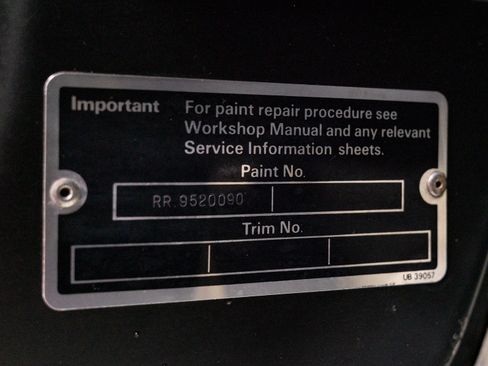 Important For paint repair procedure see
Workshop Manual and any relevant
Service Information sheets.
Paint No.
RR.9520090
Trim No.
UB 39057